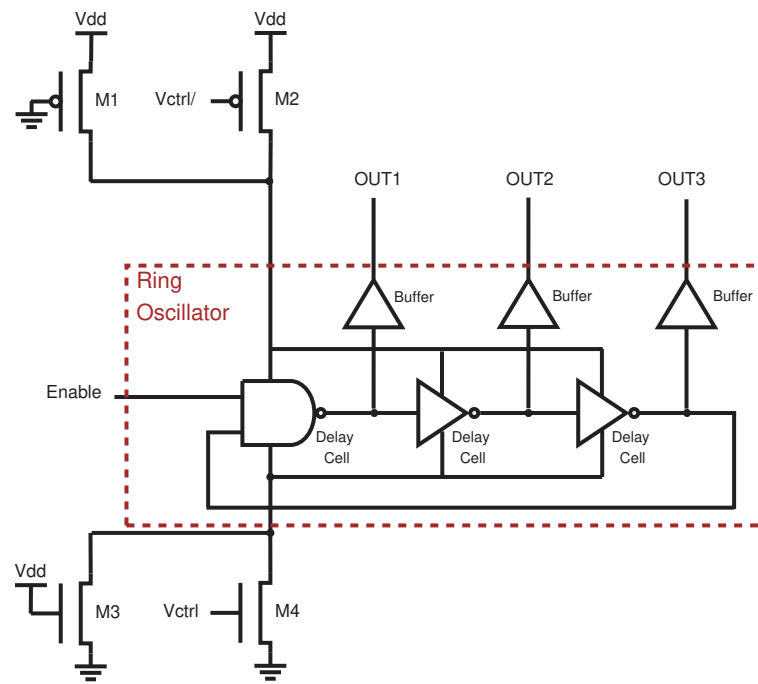 Vdd
Vdd
M1
Vctrl/
M2
OUT1
OUT2
OUT3
Ring
Oscillator
Buffer
Buffer
Buffer
Enable
Delay
Cell
Delay
Cell
Delay
Cell
Vdd
M3
Vctrl
M4